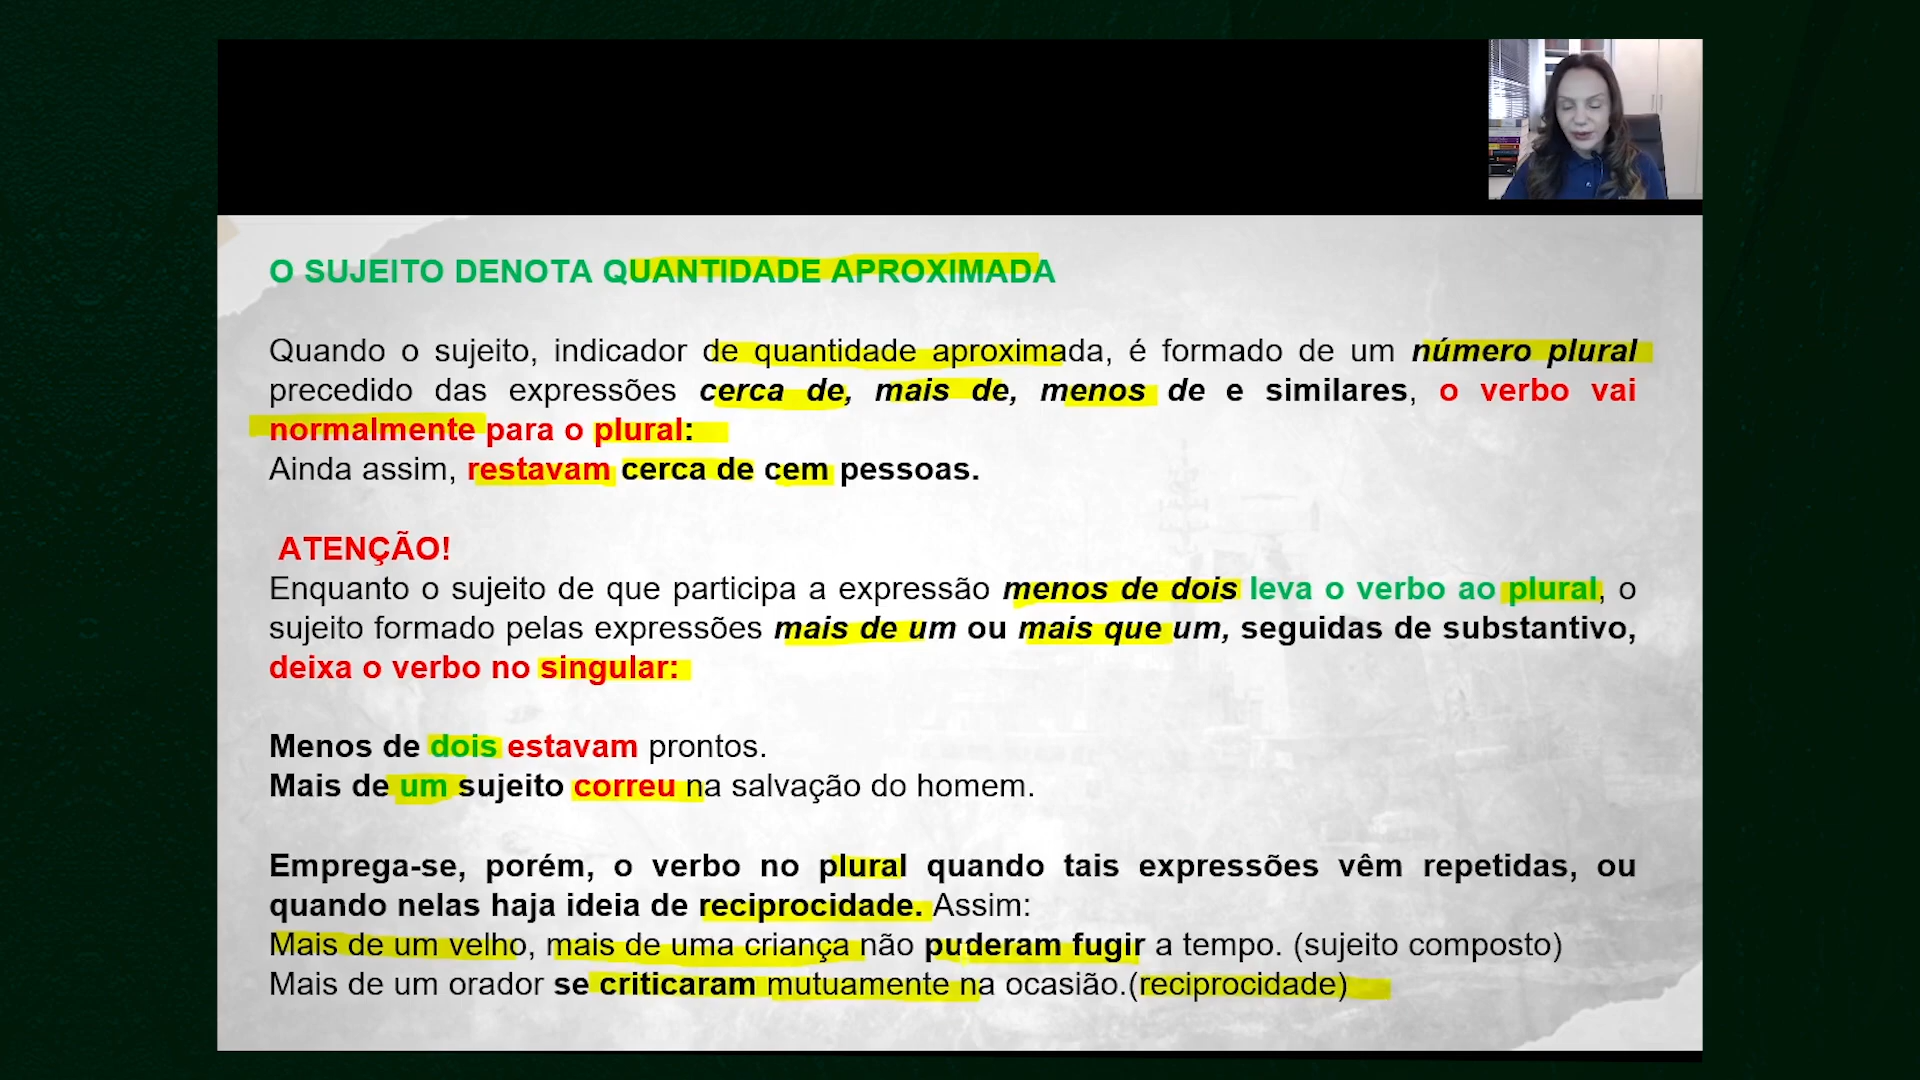 O SUJEITO DENOTA QUANTIDADE APROXIMADA
Quando o sujeito, indicador de quantidade aproximada, é formado de um número plural
precedido das expressões cerca de, mais de, menos de e similares, o verbo vai
normalmente para o plural:
Ainda assim, restavam cerca de cem pessoas.
ATENÇÃO!
Enquanto o sujeito de que participa a expressão menos de dois leva o verbo ao plural, o
sujeito formado pelas expressões mais de um ou mais que um, seguidas de substantivo,
deixa o verbo no singular:
Menos de dois estavam prontos.
Mais de um sujeito correu na salvação do homem.
Emprega-se, porém, o verbo no plural quando tais expressões vêm repetidas, ou
quando nelas haja ideia de reciprocidade. Assim:
Mais de um velho, mais de uma criança não puderam fugir a tempo. (sujeito composto)
Mais de um orador se criticaram mutuamente na ocasião.(reciprocidade)